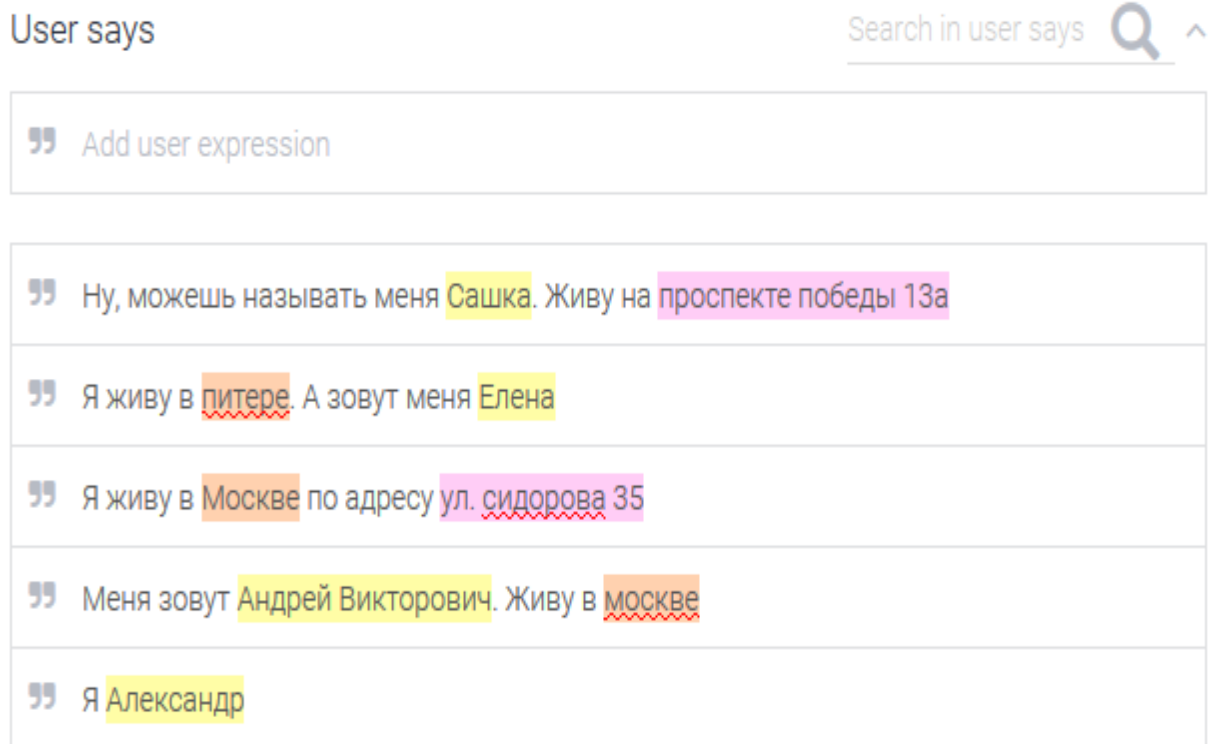 User says
Search in user says
Add user expression
Ну, можешь называть меня Сашка. Живу на проспекте победы 13а
Я живу в питере. А зовут меня Елена
Я живу в Москве по адресу ул. сидорова 35
Меня зовут Андрей Викторович. Живу в москве
Я Александр